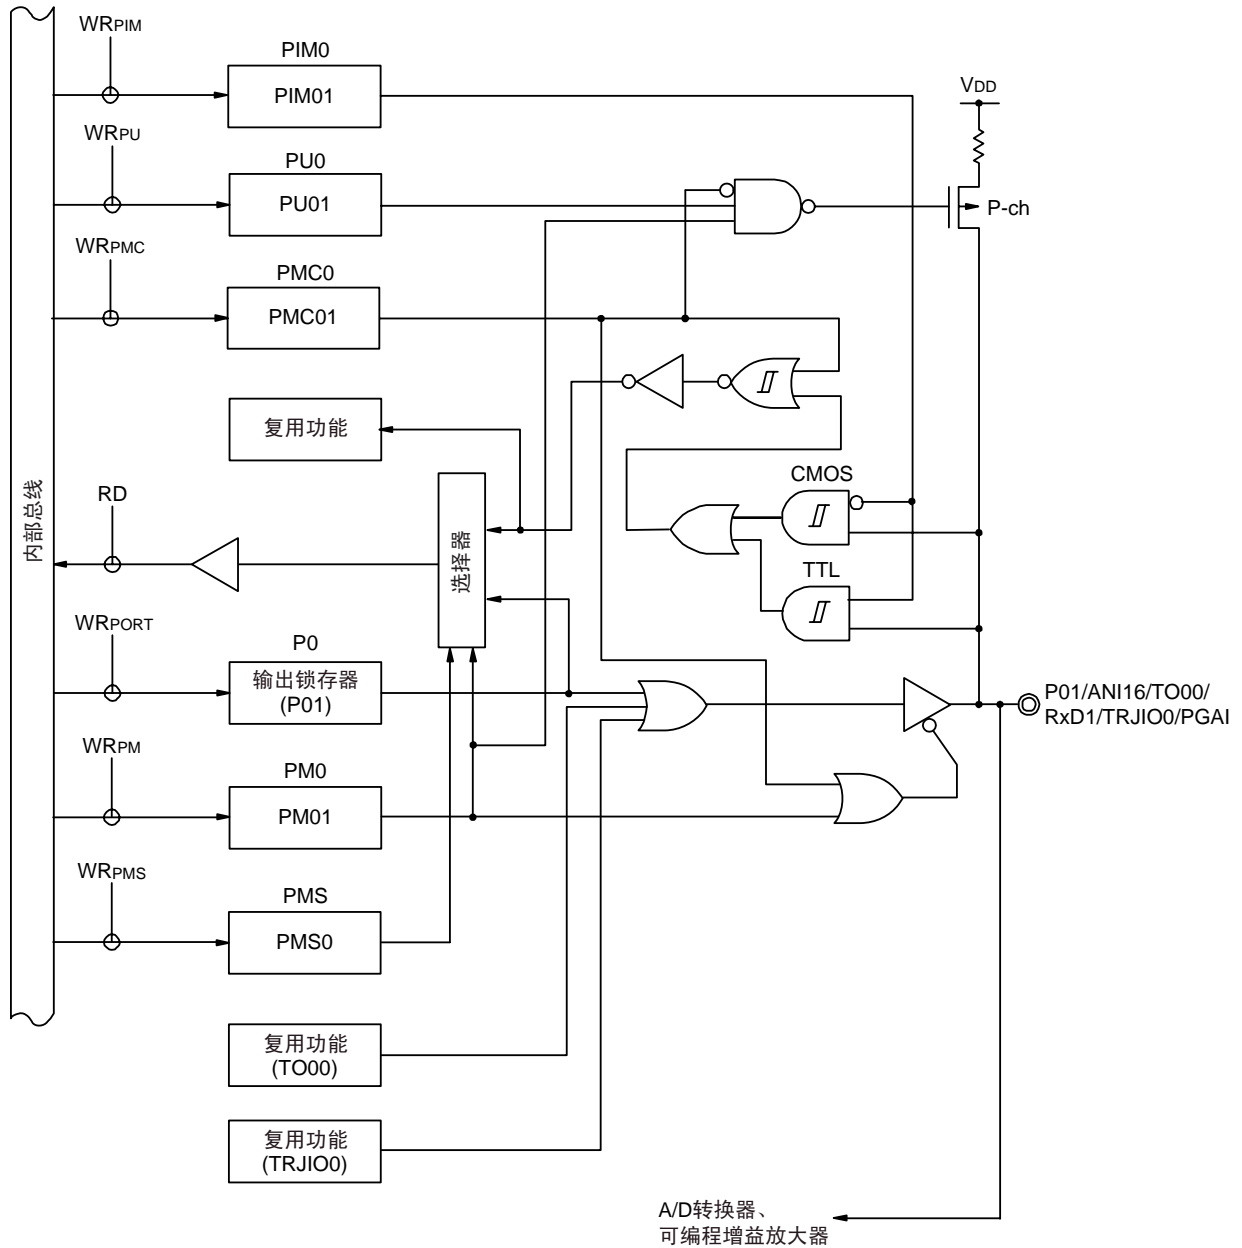 WRPIM
PIM0
PIM01
VDD
WRPU
PU0
PU01
P-ch
WRPMC
PMC0
PMC01
复用功能
CMOS
内部总线
RD
选择器
TTL
WRPORT
P0
输出锁存器
(P01)
P01/ANI16/TO00/
RxD1/TRJIO0/PGAI
WRPM
PM0
PM01
WRPMS
PMS
PMS0
复用功能
(TO00)
复用功能
(TRJIO0)
A/D转换器、
可编程增益放大器